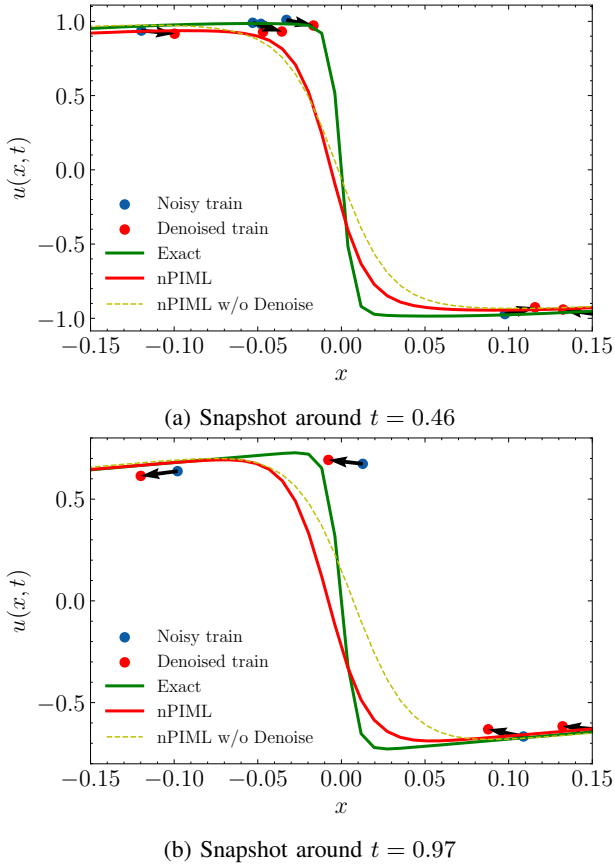 1.0
0.5
0.0
−0.5
−1.0
u(x, t)
Noisy train
Denoised train
Exact
nPIML
nPIML w/o Denoise
−0.15 −0.10 −0.05 0.00 0.05 0.10 0.15
x
(a) Snapshot around t = 0.46
0.5
0.0
−0.5
u(x, t)
Noisy train
Denoised train
Exact
nPIML
nPIML w/o Denoise
−0.15 −0.10 −0.05 0.00 0.05 0.10 0.15
x
(b) Snapshot around t = 0.97